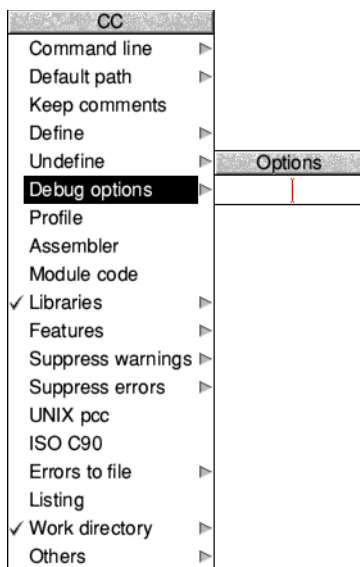 CC
Command line
Default path
Keep comments
Define
Undefine
Options
Debug options
Profile
Assembler
Module code
✓ Libraries
Features
Suppress warnings
Suppress errors
UNIX pcc
ISO C90
Errors to file
Listing
✓ Work directory
Others